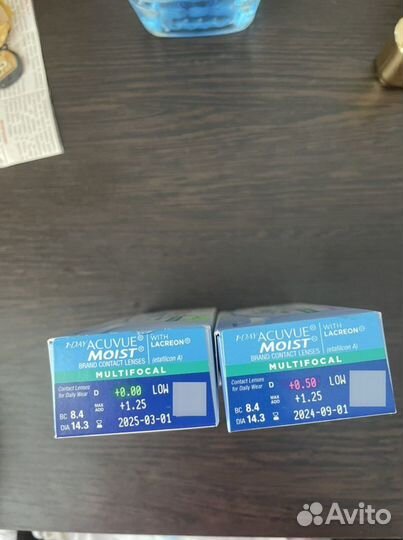 1-DAY ACUVUE® WITH
MOIST® LACREON®
BRAND CONTACT LENSES (etafilcon A)
MULTIFOCAL
Contact Lenses for Daily Wear D +0.00 LOW
MAX ADD +1.25
BC 8.4
DIA 14.3 2025-03-01
1-DAY ACUVUE® WITH
MOIST® LACREON®
BRAND CONTACT LENSES (etafilcon A)
MULTIFOCAL
Contact Lenses for Daily Wear D +0.50 LOW
MAX ADD +1.25
BC 8.4
DIA 14.3 2024-09-01
Avito